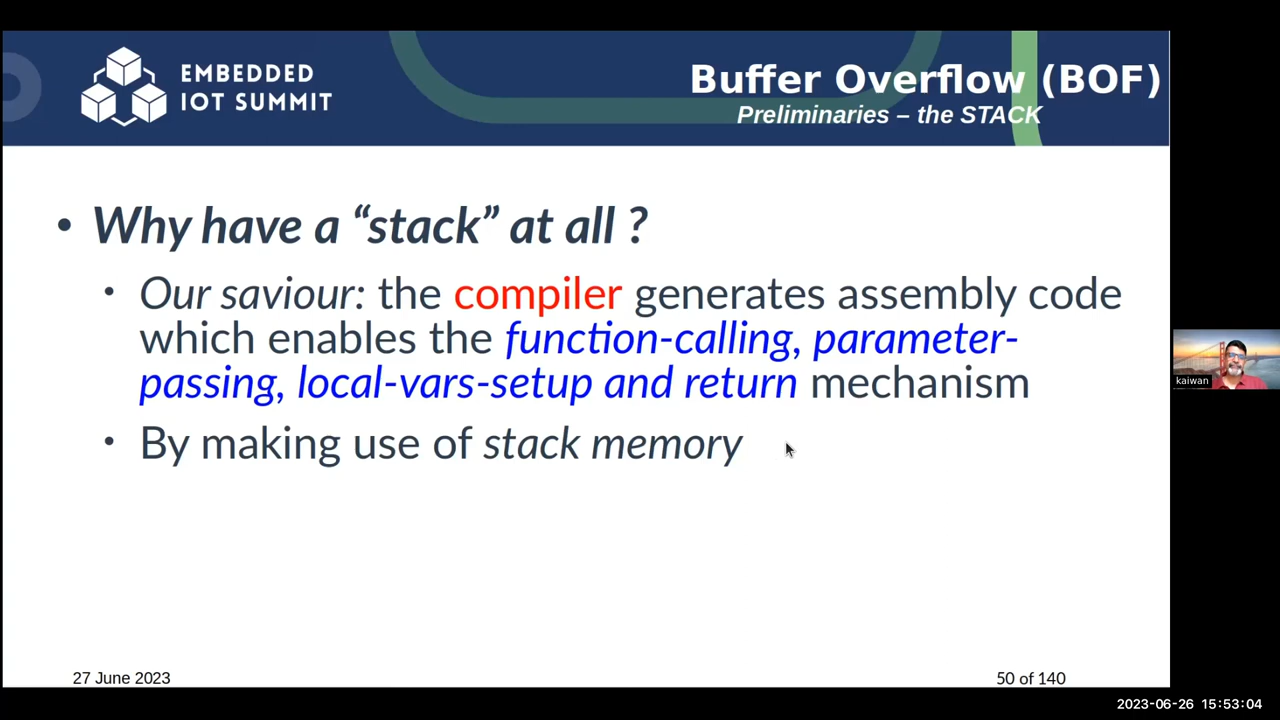 EMBEDDED
IOT SUMMIT
Buffer Overflow (BOF)
Preliminaries – the STACK
• Why have a “stack” at all ?
• Our saviour: the compiler generates assembly code
which enables the function-calling, parameter-
passing, local-vars-setup and return mechanism
• By making use of stack memory
kaiwan
27 June 2023
50 of 140
2023-06-26 15:53:04